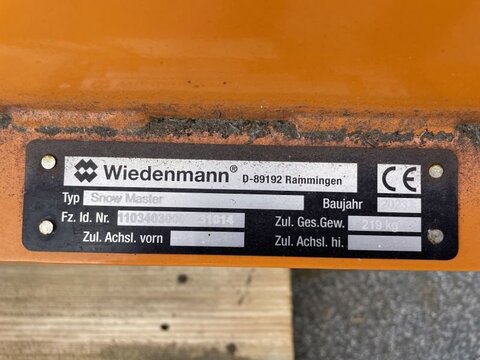 Wiedenmann® D-89192 Rammingen CE
Typ Snow Master Baujahr
Fz. Id. Nr. Zul. Ges.Gew. 219 kg
Zul. Achsl. vorn Zul. Achsl. hi.